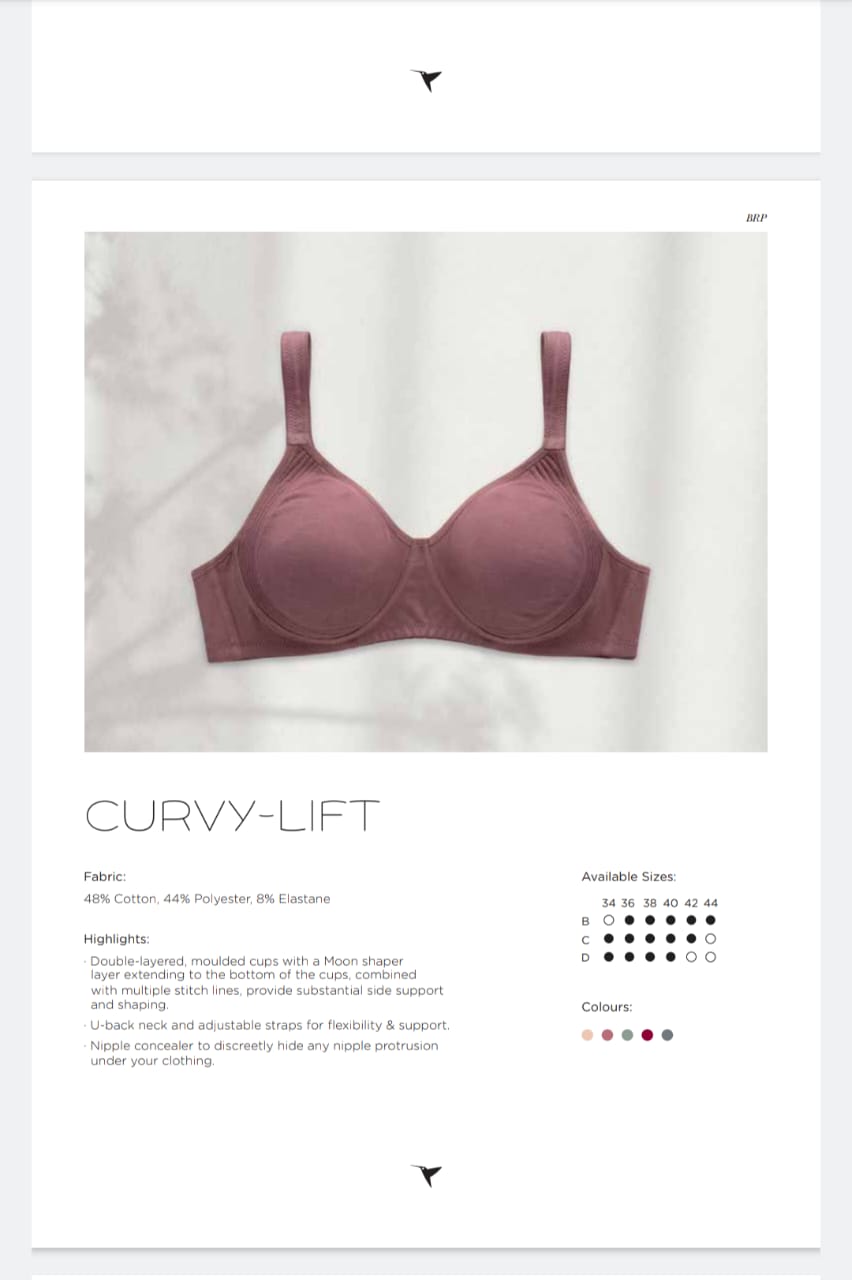 BRP
CURVY-LIFT
Fabric:
48% Cotton, 44% Polyester, 8% Elastane
Highlights:
· Double-layered, moulded cups with a Moon shaper
layer extending to the bottom of the cups, combined
with multiple stitch lines, provide substantial side support
and shaping.
· U-back neck and adjustable straps for flexibility & support.
· Nipple concealer to discreetly hide any nipple protrusion
under your clothing.
Available Sizes:
34 36 38 40 42 44
B ○ ● ● ● ● ●
C ● ● ● ● ● ○
D ● ● ● ● ○ ○
Colours: